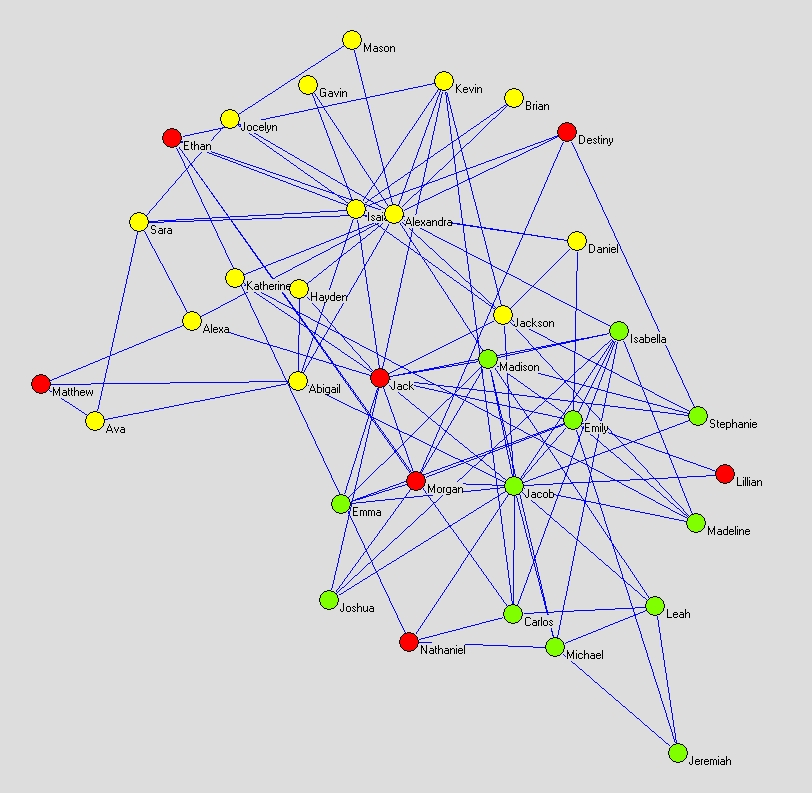 Mason
Kevin
Gavin
Brian
Jocelyn
Destiny
Ethan
Alexandra
Sara
Daniel
Katherine
Hayden
Jackson
Alexa
Isabella
Madison
Jack
Abigail
Matthew
Stephanie
Ava
Emily
Lillian
Morgan
Jacob
Emma
Madeline
Joshua
Leah
Carlos
Nathaniel
Michael
Jeremiah